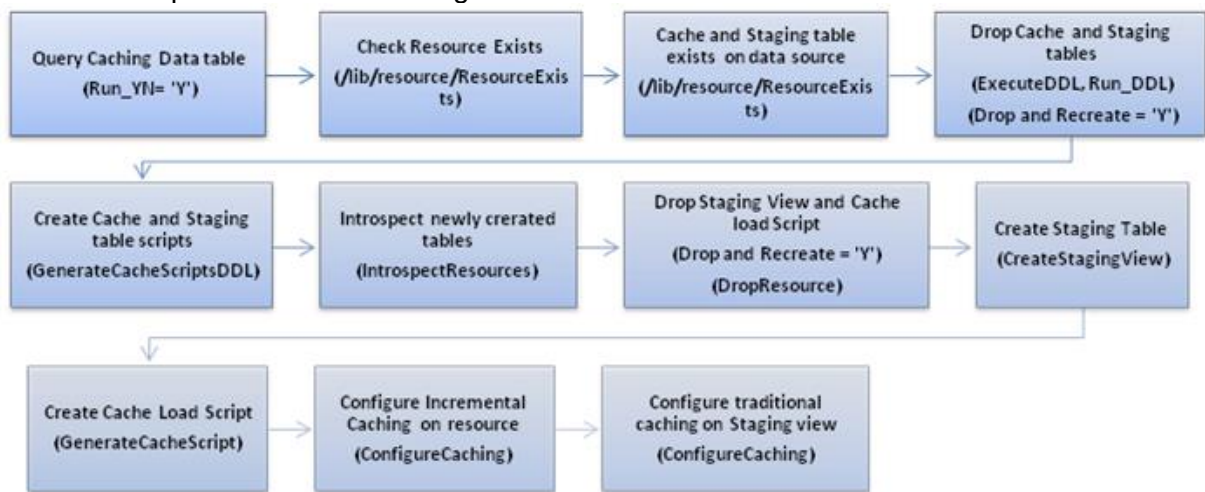 Query Caching Data table
(Run_YN= 'Y')
Check Resource Exists
(/lib/resource/ResourceExis
ts)
Cache and Staging table
exists on data source
(/lib/resource/ResourceExis
ts)
Drop Cache and Staging
tables
(ExecuteDDL, Run_DDL)
(Drop and Recreate = 'Y')
Create Cache and Staging
table scripts
(GenerateCacheScriptsDDL)
Introspect newly crerated
tables
(IntrospectResources)
Drop Staging View and Cache
load Script
(Drop and Recreate = 'Y')
(DropResource)
Create Staging Table
(CreateStagingView)
Create Cache Load Script
(GenerateCacheScript)
Configure Incremental
Caching on resource
(ConfigureCaching)
Configure traditional
caching on Staging view
(ConfigureCaching)